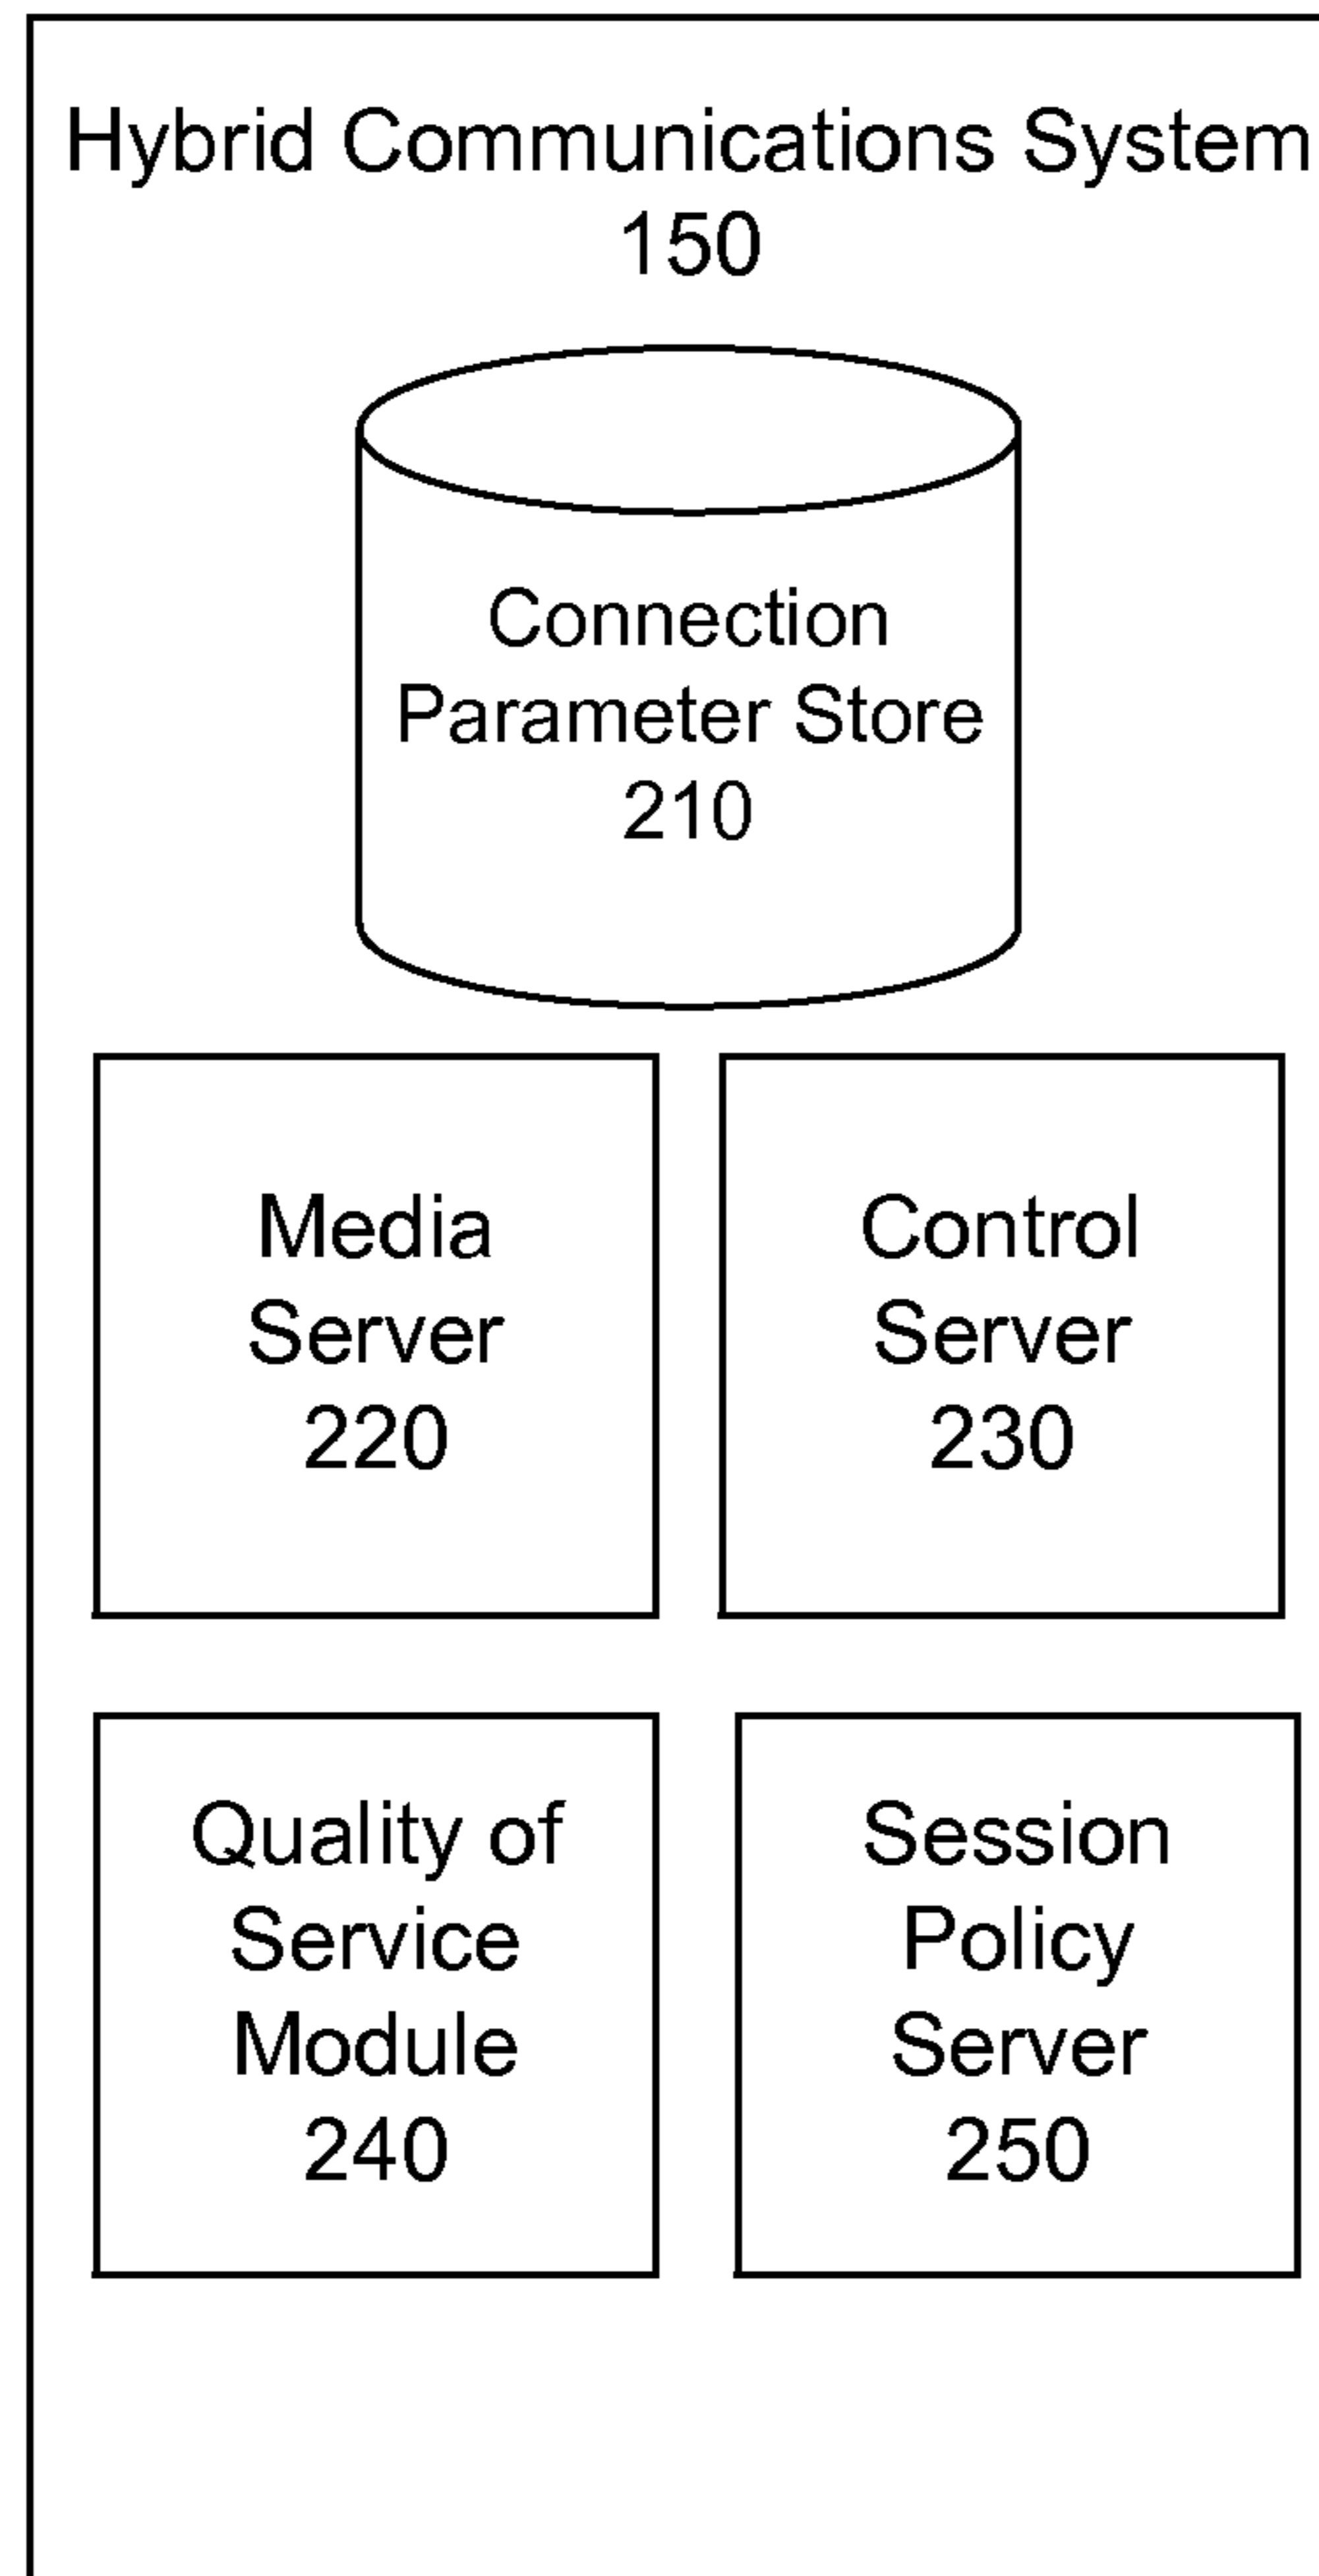 Hybrid Communications System
150
Connection
Parameter Store
210
Media
Server
220
Control
Server
230
Quality of
Service
Module
240
Session
Policy
Server
250